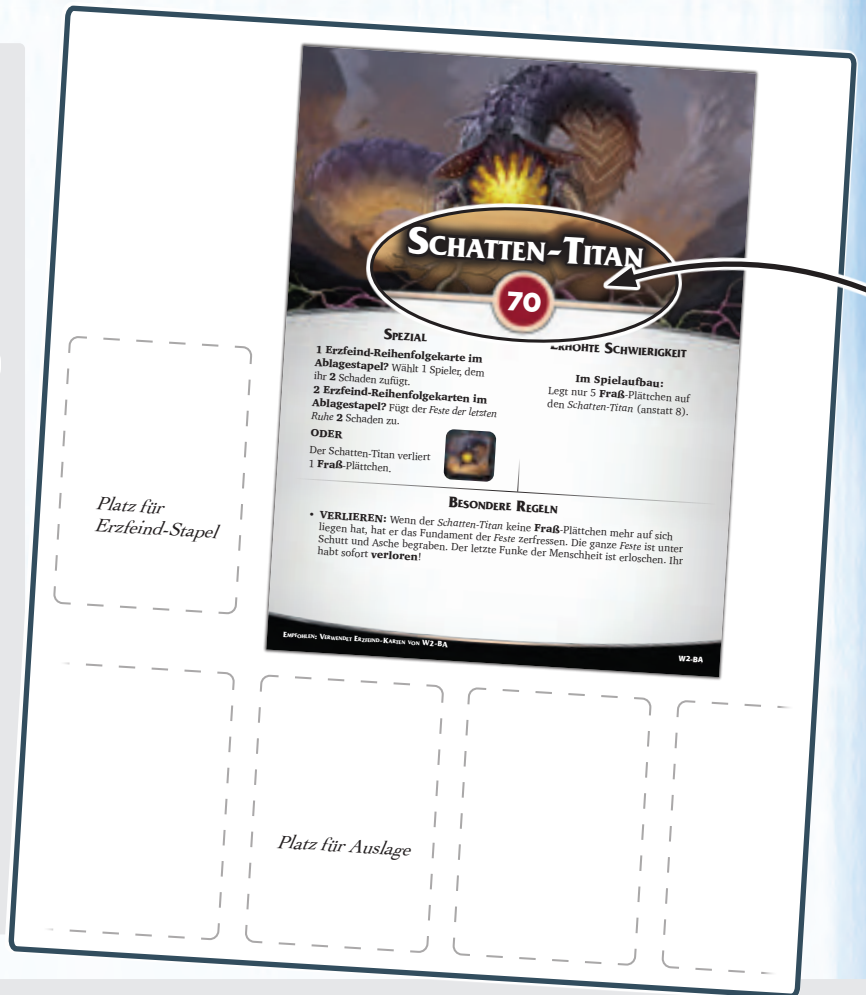 SCHATTEN-TITAN
70
SPEZIAL
1 Erzfeind-Reihenfolgekarte im
Ablagestapel? Wählt 1 Spieler, dem
ihr 2 Schaden zufügt.
2 Erzfeind-Reihenfolgekarten im
Ablagestapel? Fügt der Feste der letzten
Ruhe 2 Schaden zu.
ODER
Der Schatten-Titan verliert
1 Fraß-Plättchen.
ERHÖHTE SCHWIERIGKEIT
Im Spielaufbau:
Legt nur 5 Fraß-Plättchen auf
den Schatten-Titan (anstatt 8).
BESONDERE REGELN
• VERLIEREN: Wenn der Schatten-Titan keine Fraß-Plättchen mehr auf sich
liegen hat, hat er das Fundament der Feste zerfressen. Die ganze Feste ist unter
Schutt und Asche begraben. Der letzte Funke der Menschheit ist erloschen. Ihr
habt sofort verloren!
EMPFOHLEN: VERWENDET ERZFEIND-KARTEN VON W2-BA
W2-BA
Platz für
Erzfeind-Stapel
Platz für Auslage